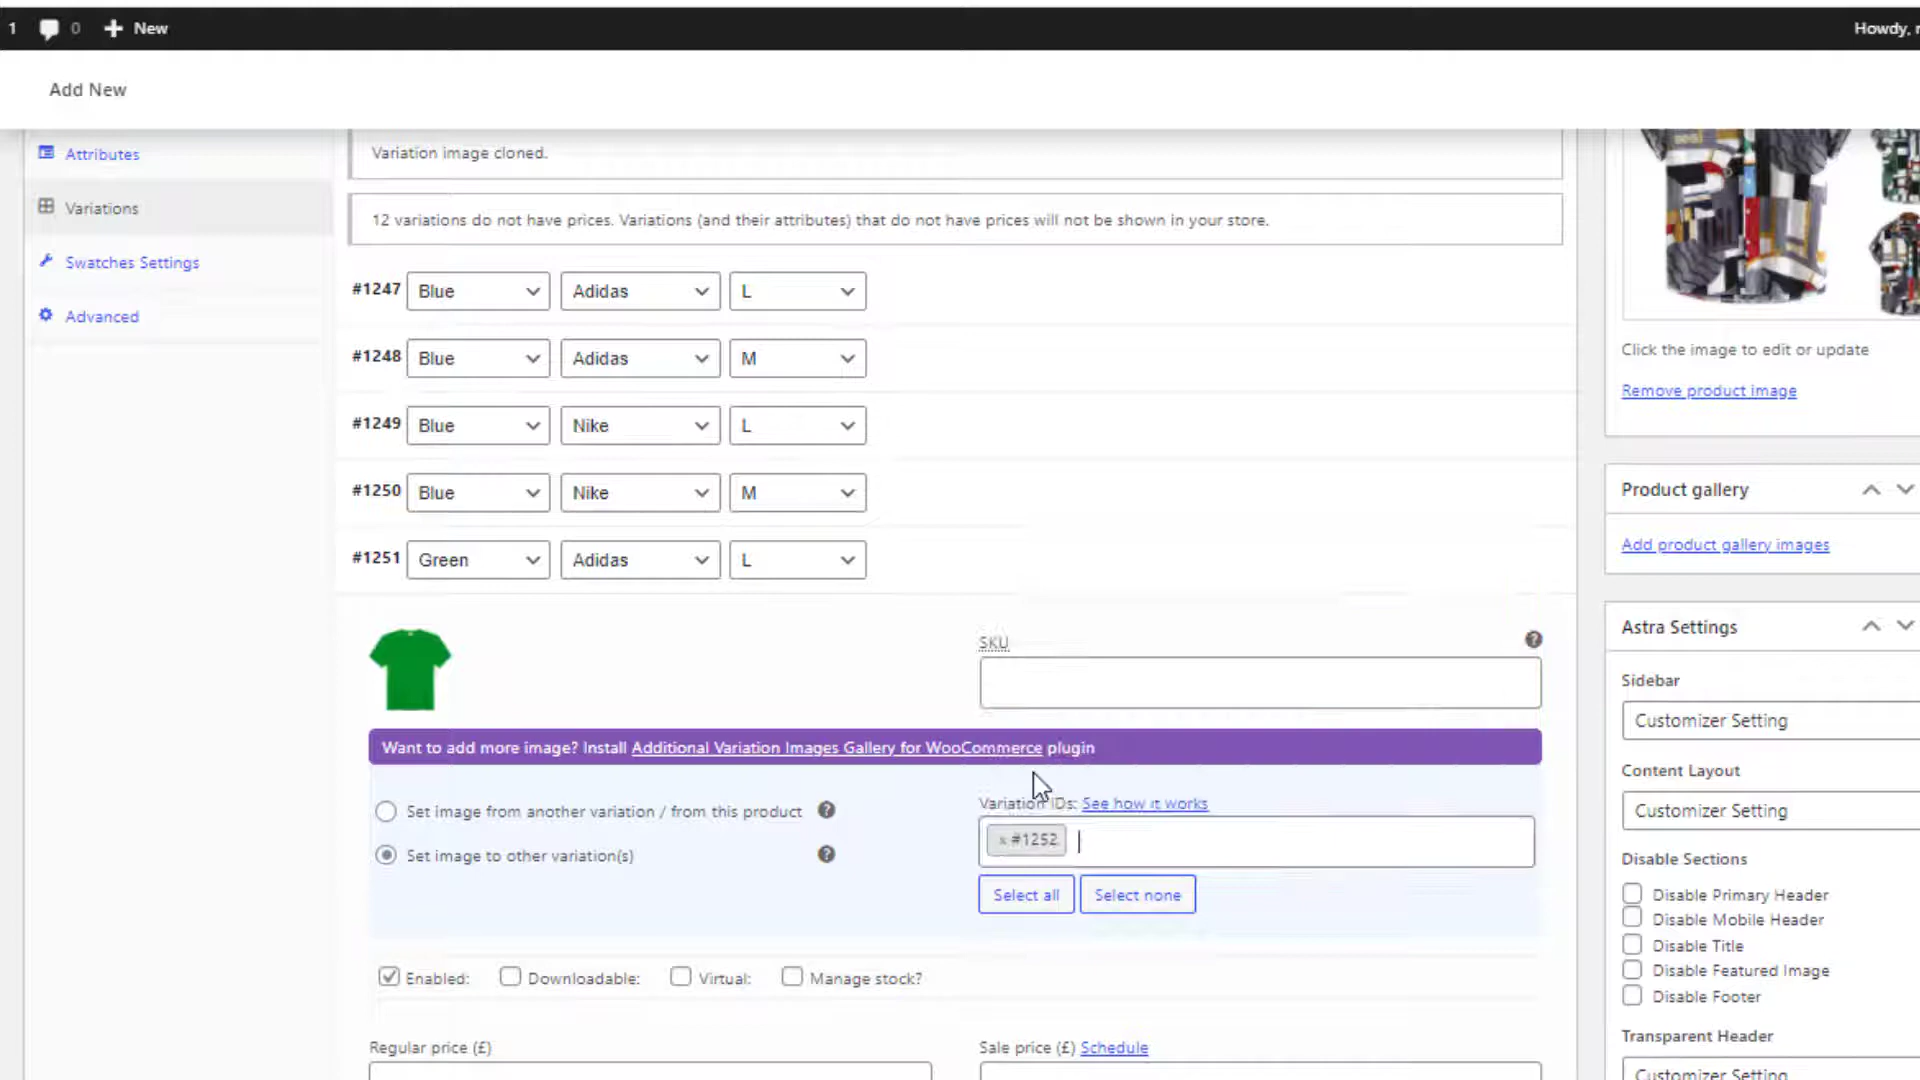 1 0 New Howdy,
Add New
Attributes
Variations
Swatches Settings
Advanced
Variation image cloned.
12 variations do not have prices. Variations (and their attributes) that do not have prices will not be shown in your store.
#1247 Blue Adidas L
#1248 Blue Adidas M
#1249 Blue Nike L
#1250 Blue Nike M
#1251 Green Adidas L
SKU
Want to add more image? Install Additional Variation Images Gallery for WooCommerce plugin
Set image from another variation / from this product
Set image to other variation(s)
Variation IDs: See how it works
x #1252
Select all Select none
Enabled: Downloadable: Virtual: Manage stock?
Regular price (£)
Sale price (£) Schedule
Click the image to edit or update
Remove product image
Product gallery
Add product gallery images
Astra Settings
Sidebar
Customizer Setting
Content Layout
Customizer Setting
Disable Sections
Disable Primary Header
Disable Mobile Header
Disable Title
Disable Featured Image
Disable Footer
Transparent Header
Customizer Setting